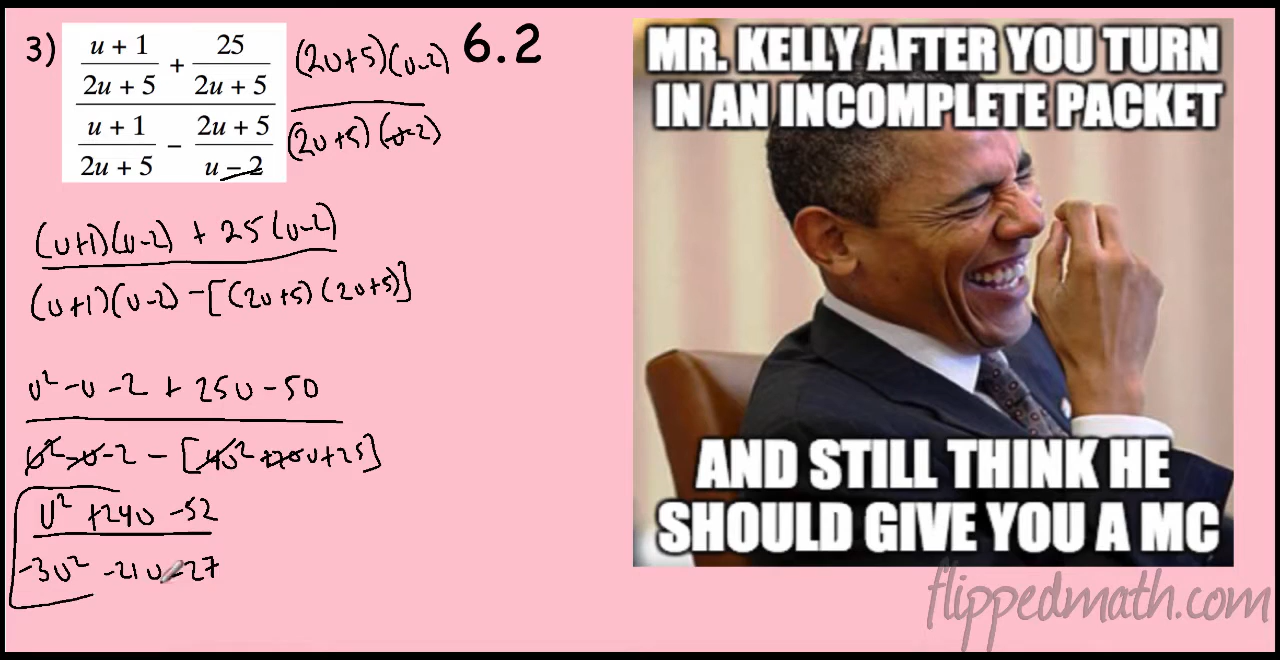 3) 6.2
u + 1 / 2u + 5 + 25 / 2u + 5 (2u+5)(u-2)
u + 1 / 2u + 5 - 2u + 5 / u - 2 (2u+5)(u-2)
(u+1)(u-2) + 25(u-2)
(u+1)(u-2) - [(2u+5)(2u+5)]
u² - u - 2 + 25u - 50
u² - u - 2 - [4u² + 20u + 25]
u² + 24u - 52
-3u² - 21u - 27
MR. KELLY AFTER YOU TURN
IN AN INCOMPLETE PACKET
AND STILL THINK HE
SHOULD GIVE YOU A MC
flippedmath.com